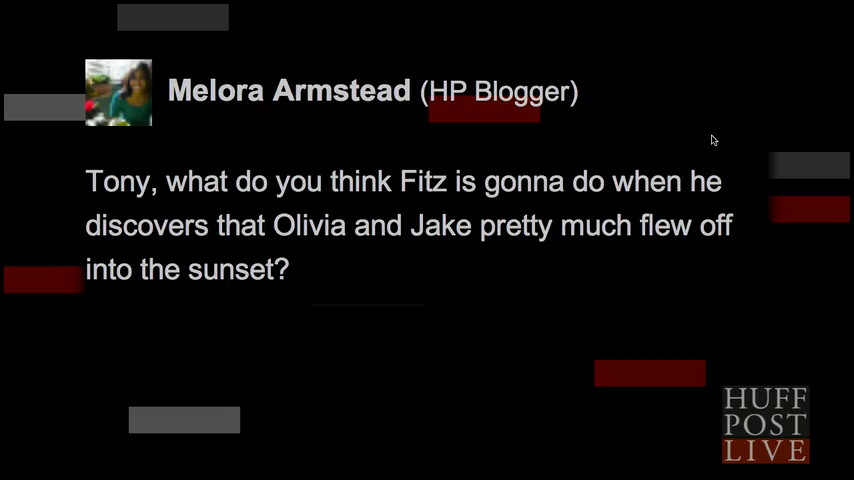 Melora Armstead (HP Blogger)
Tony, what do you think Fitz is gonna do when he
discovers that Olivia and Jake pretty much flew off
into the sunset?
HUFF
POST
LIVE